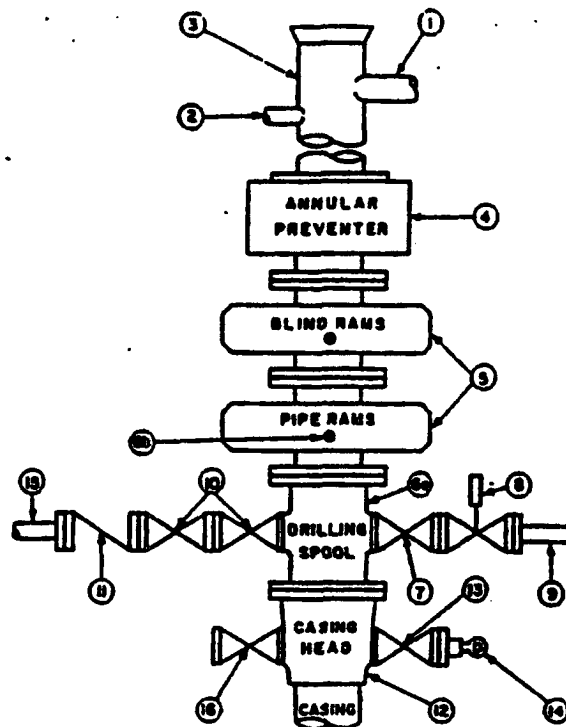 3
1
2
ANNULAR
PREVENTER
4
BLIND RAMS
5
PIPE RAMS
6a
8
10
DRILLING
SPOOL
11
7
13
9
CASING
HEAD
16
12
14
CASING